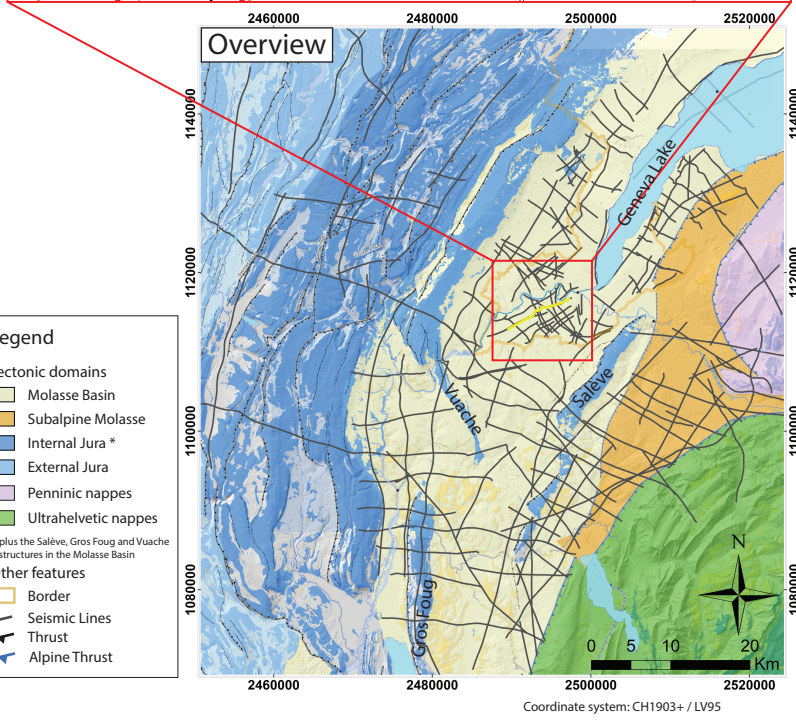 Overview
2460000 2480000 2500000 2520000
1140000 1140000
Geneva Lake
1120000 1120000
Salève
Vuache
1100000 1100000
Gros Foug
1080000 1080000
N
0 5 10 20
Km
2460000 2480000 2500000 2520000
Coordinate system: CH1903+ / LV95
egend
ectonic domains
Molasse Basin
Subalpine Molasse
Internal Jura *
External Jura
Penninic nappes
Ultrahelvetic nappes
plus the Salève, Gros Foug and Vuache
structures in the Molasse Basin
ther features
Border
Seismic Lines
Thrust
Alpine Thrust